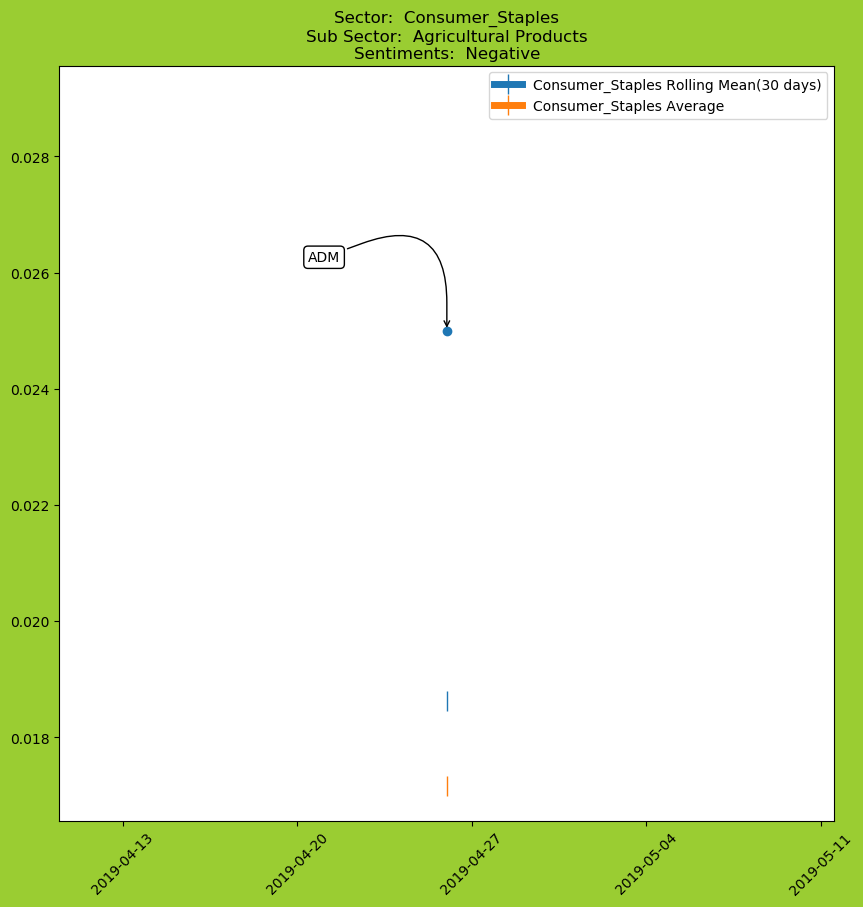 Sector:  Consumer_Staples
Sub Sector:  Agricultural Products
Sentiments:  Negative
Consumer_Staples Rolling Mean(30 days)
Consumer_Staples Average
0.028
ADM
0.026
0.024
0.022
0.020
0.018
2019-04-13
2019-04-20
2019-04-27
2019-05-04
2019-05-11